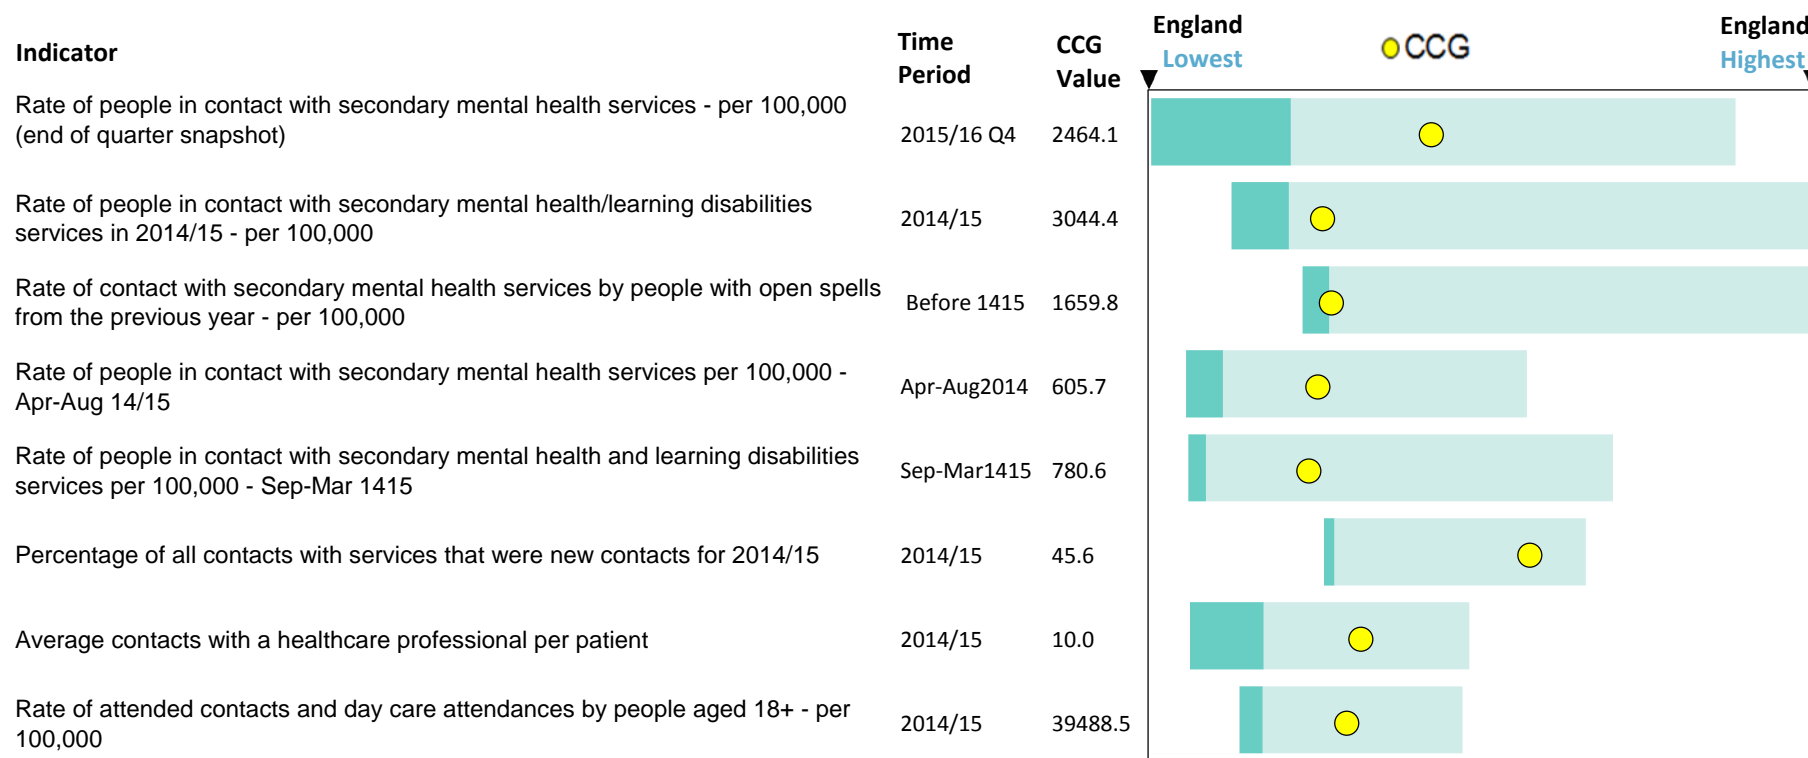 Indicator
Time
Period
CCG
Value
England
Lowest
CCG
England
Highest
Rate of people in contact with secondary mental health services - per 100,000
(end of quarter snapshot)
2015/16 Q4
2464.1
Rate of people in contact with secondary mental health/learning disabilities
services in 2014/15 - per 100,000
2014/15
3044.4
Rate of contact with secondary mental health services by people with open spells
from the previous year - per 100,000
Before 1415
1659.8
Rate of people in contact with secondary mental health services per 100,000 -
Apr-Aug 14/15
Apr-Aug2014
605.7
Rate of people in contact with secondary mental health and learning disabilities
services per 100,000 - Sep-Mar 1415
Sep-Mar1415
780.6
Percentage of all contacts with services that were new contacts for 2014/15
2014/15
45.6
Average contacts with a healthcare professional per patient
2014/15
10.0
Rate of attended contacts and day care attendances by people aged 18+ - per
100,000
2014/15
39488.5